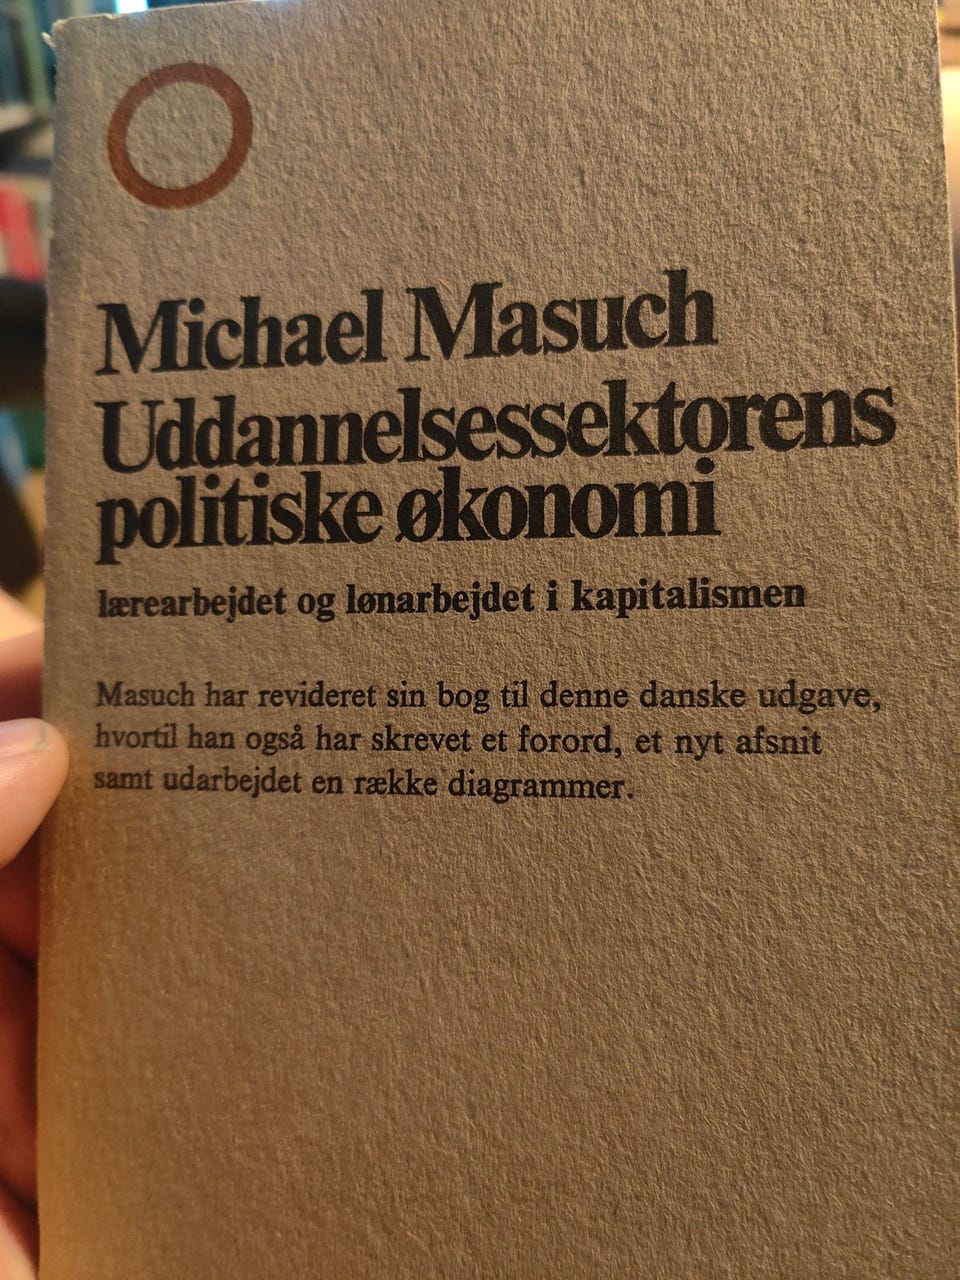 Michael Masuch
Uddannelsessektorens
politiske økonomi
lærearbejdet og lønarbejdet i kapitalismen
Masuch har revideret sin bog til denne danske udgave,
hvortil han også har skrevet et forord, et nyt afsnit
samt udarbejdet en række diagrammer.